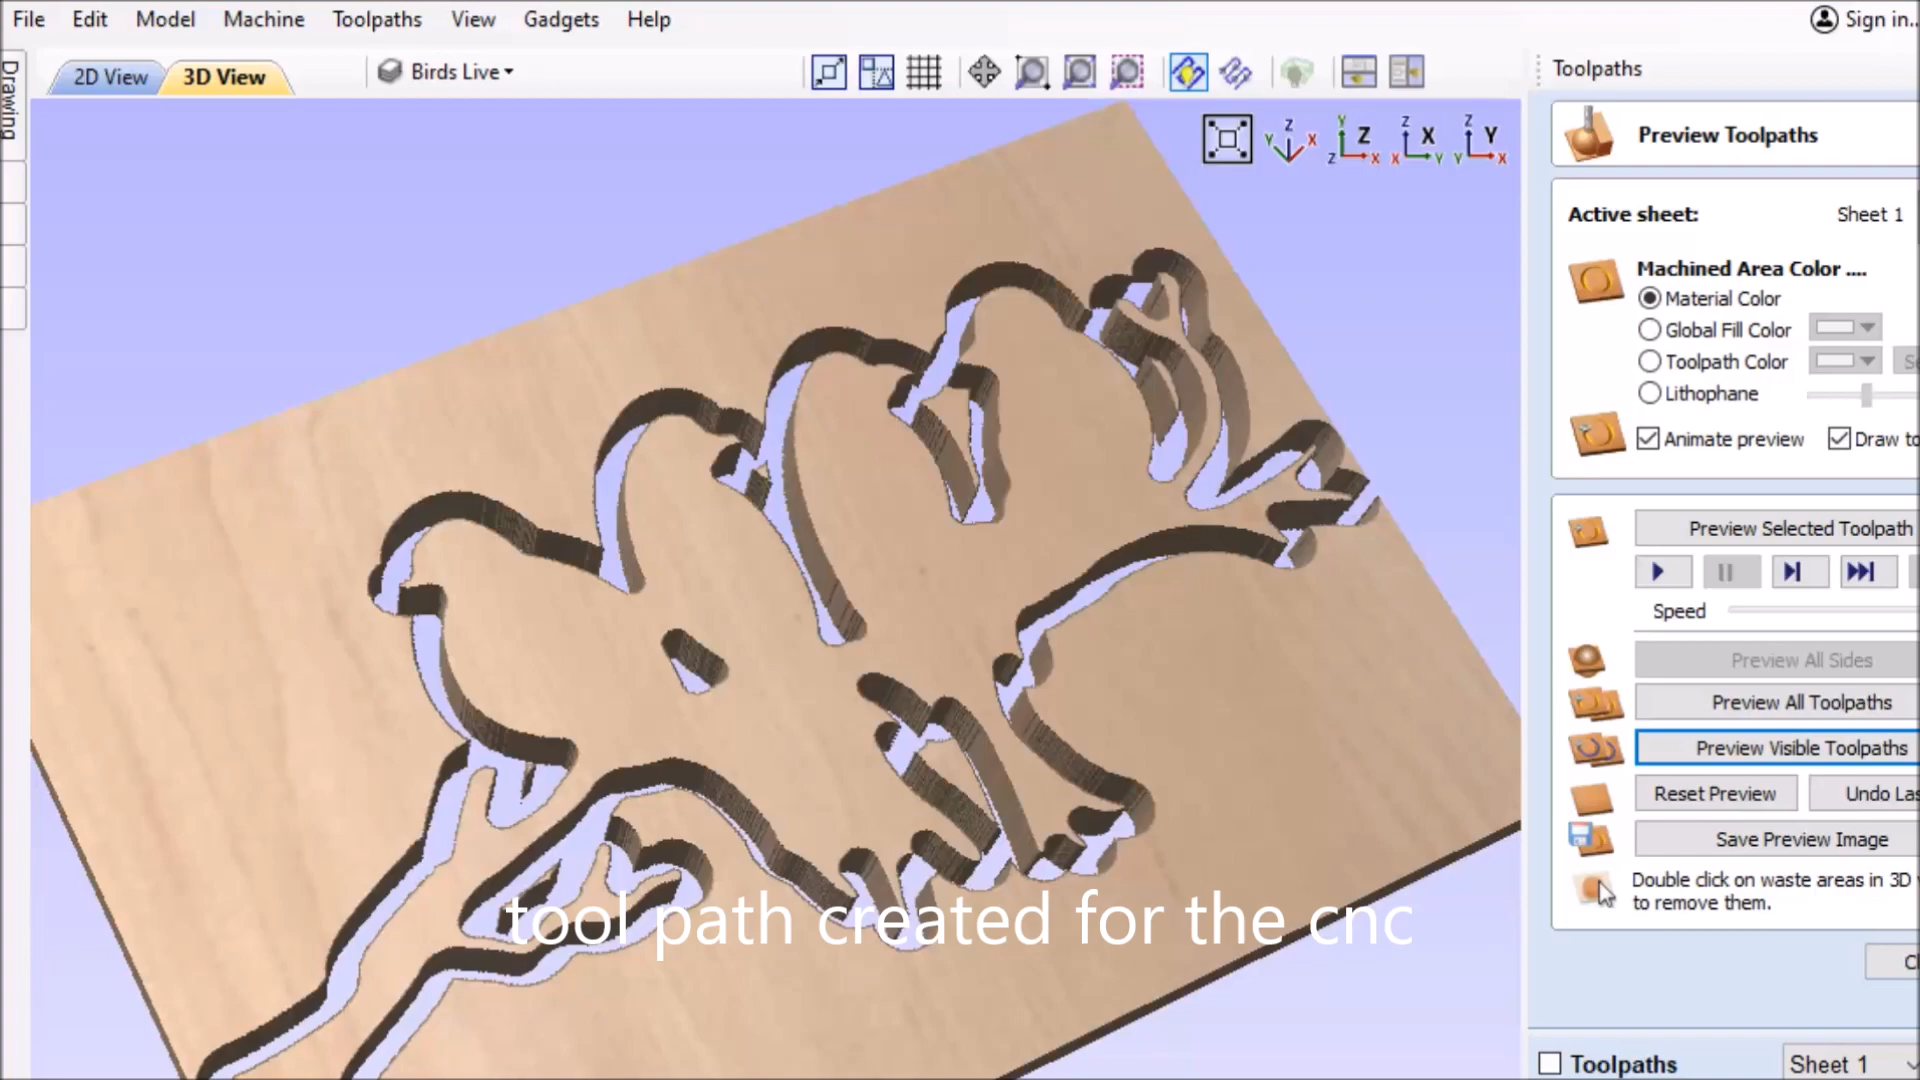 File Edit Model Machine Toolpaths View Gadgets Help
Sign in..
Drawing
2D View
3D View
Birds Live
Z X Y
Toolpaths
Preview Toolpaths
Active sheet: Sheet 1
Machined Area Color ....
Material Color
Global Fill Color
Toolpath Color
Lithophane
Animate preview
Draw to
Preview Selected Toolpath
Speed
Preview All Sides
Preview All Toolpaths
Preview Visible Toolpaths
Reset Preview Undo Las
Save Preview Image
Double click on waste areas in 3D
to remove them.
tool path created for the cnc
Toolpaths Sheet 1